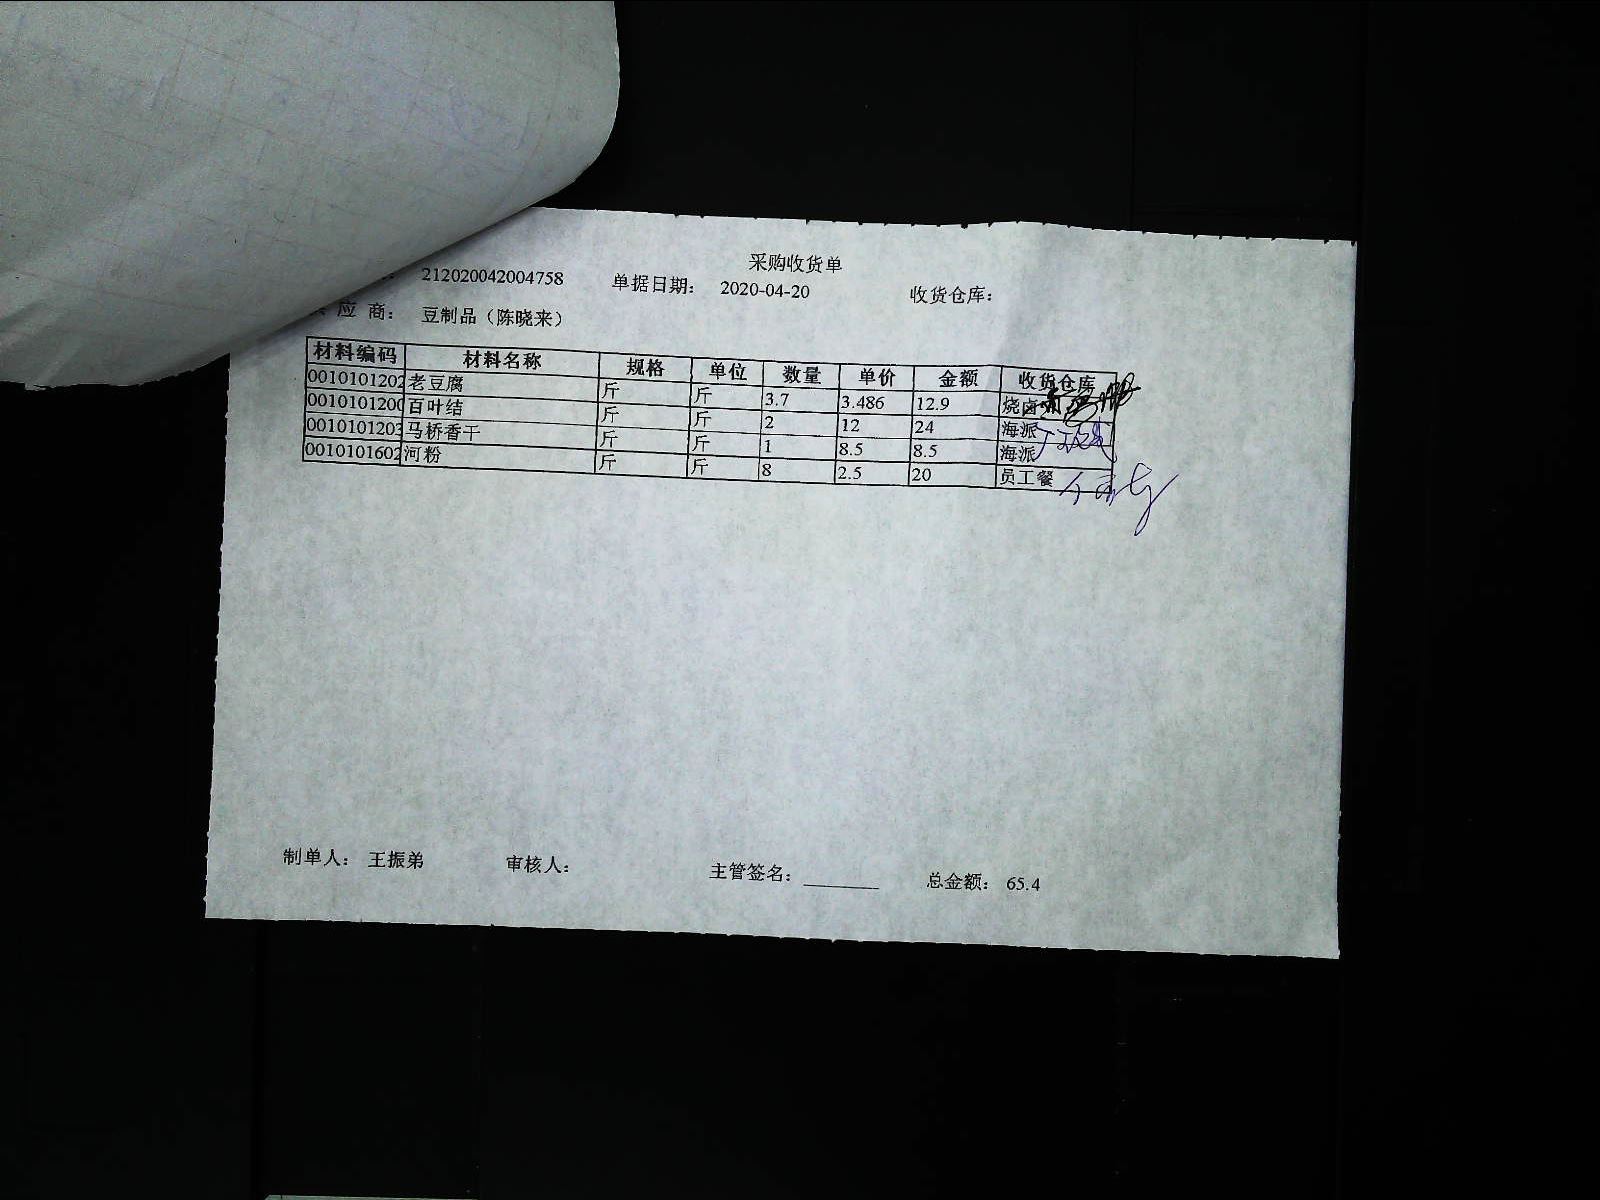 采购收货单
212020042004758 单据日期： 2020-04-20 收货仓库：
应 商： 豆制品（陈晓来）
材料编码 材料名称 规格 单位 数量 单价 金额 收货仓库
0010101202 老豆腐 斤 斤 3.7 3.486 12.9 烧卤
0010101200 百叶结 斤 斤 2 12 24 海派
0010101203 马桥香干 斤 斤 1 8.5 8.5 海派
0010101602 河粉 斤 斤 8 2.5 20 员工餐
制单人： 王振弟 审核人： 主管签名：________ 总金额： 65.4